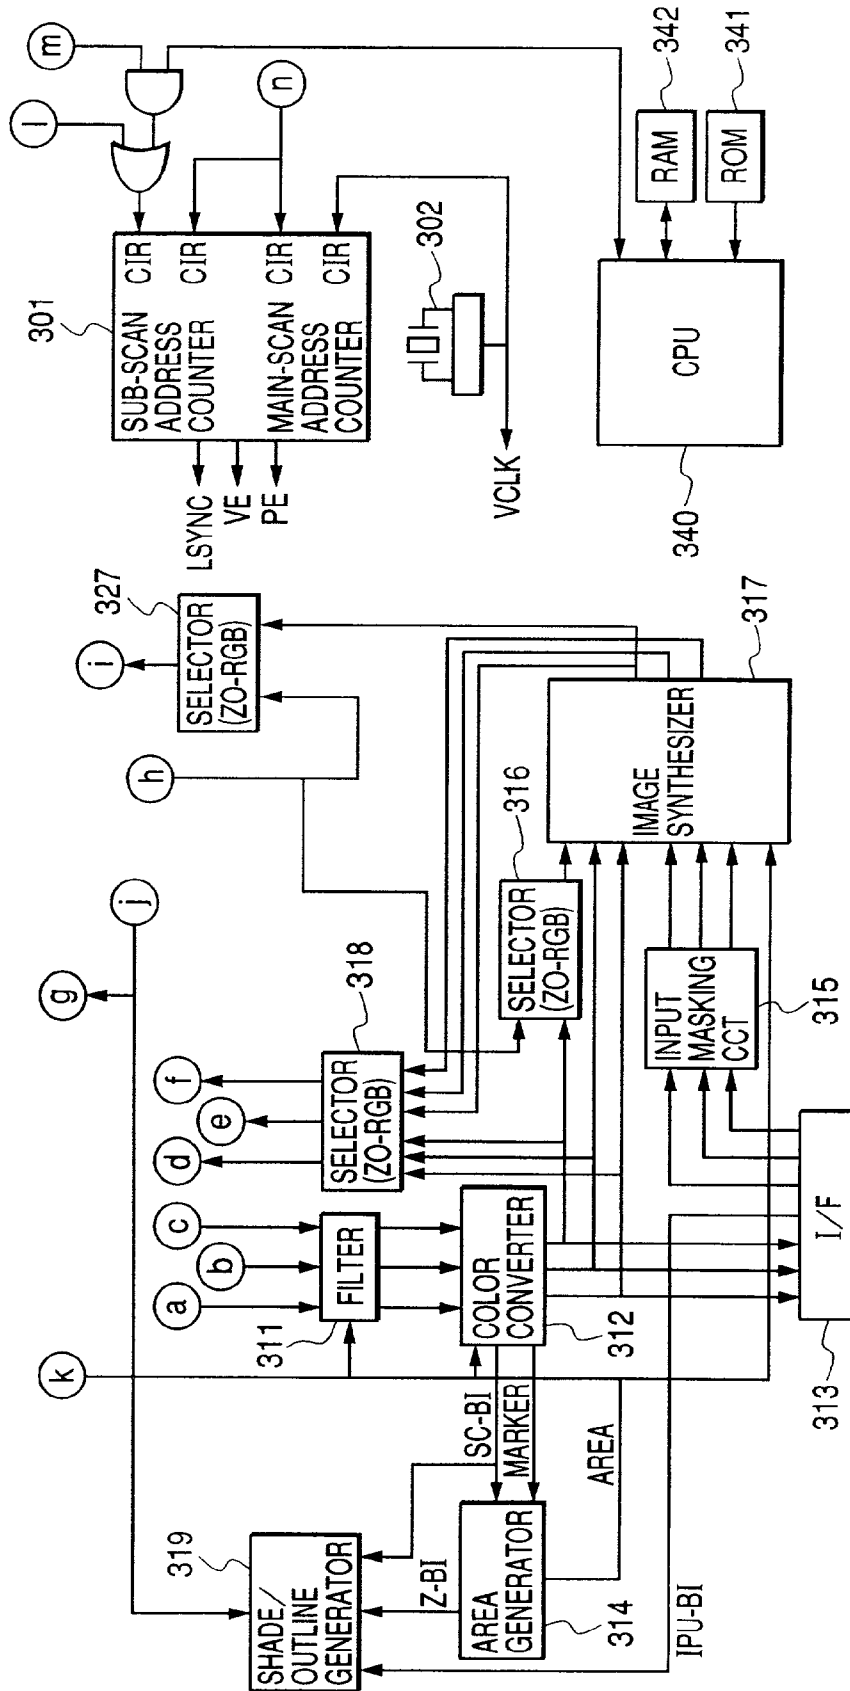 k
a
b
c
d
e
f
g
j
h
i
l
m
n
319
SHADE/
OUTLINE
GENERATOR
311
FILTER
318
SELECTOR
(ZO-RGB)
327
SELECTOR
(ZO-RGB)
301
SUB-SCAN
ADDRESS
COUNTER
CIR
CIR
MAIN-SCAN
ADDRESS
COUNTER
CIR
CIR
LSYNC
VE
PE
302
VCLK
SC-BI
MARKER
AREA
Z-BI
AREA
GENERATOR
314
IPU-BI
COLOR
CONVERTER
312
316
SELECTOR
(ZO-RGB)
INPUT
MASKING
CCT
315
IMAGE
SYNTHESIZER
317
I/F
313
CPU
340
RAM
342
ROM
341